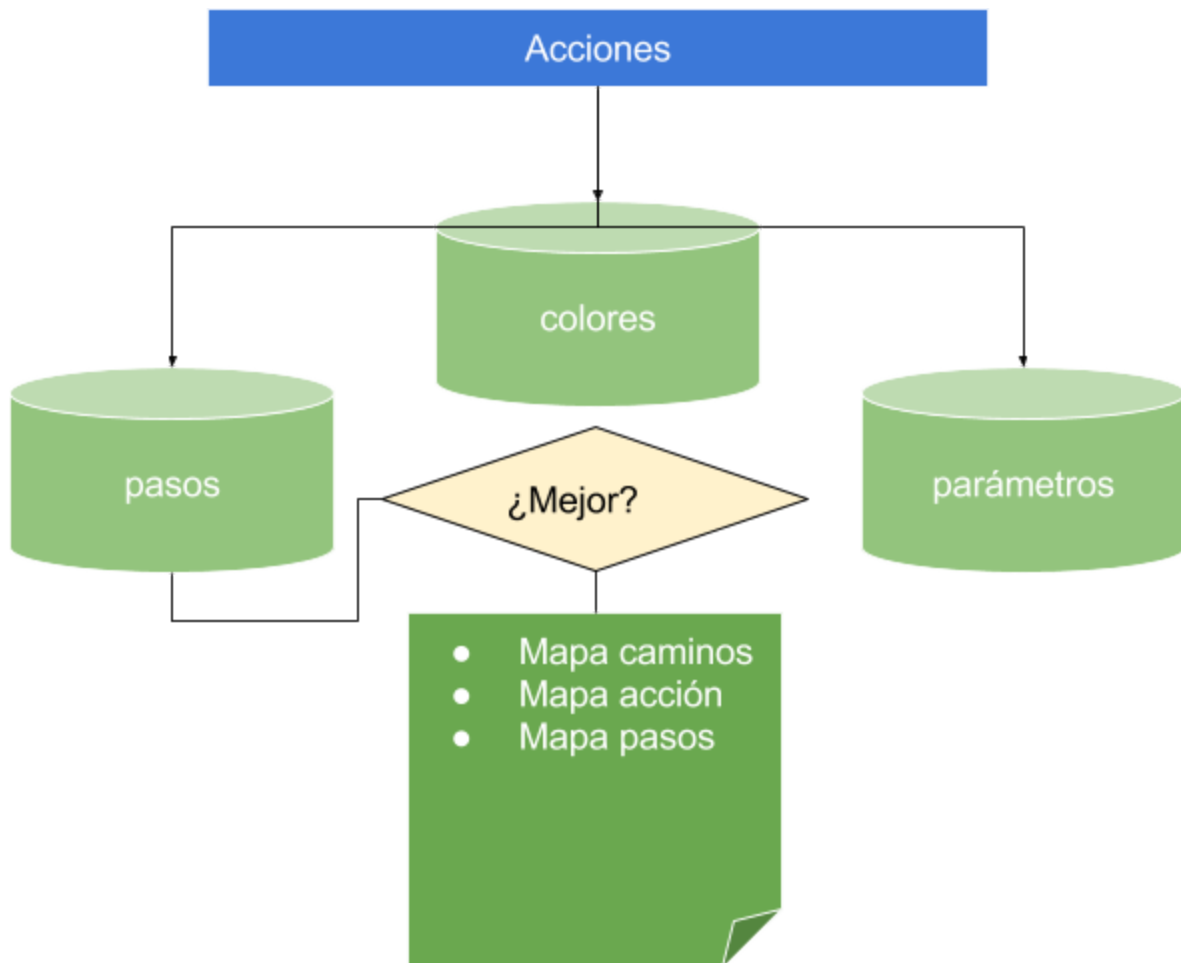 Acciones
colores
pasos
¿Mejor?
parámetros
● Mapa caminos
● Mapa acción
● Mapa pasos